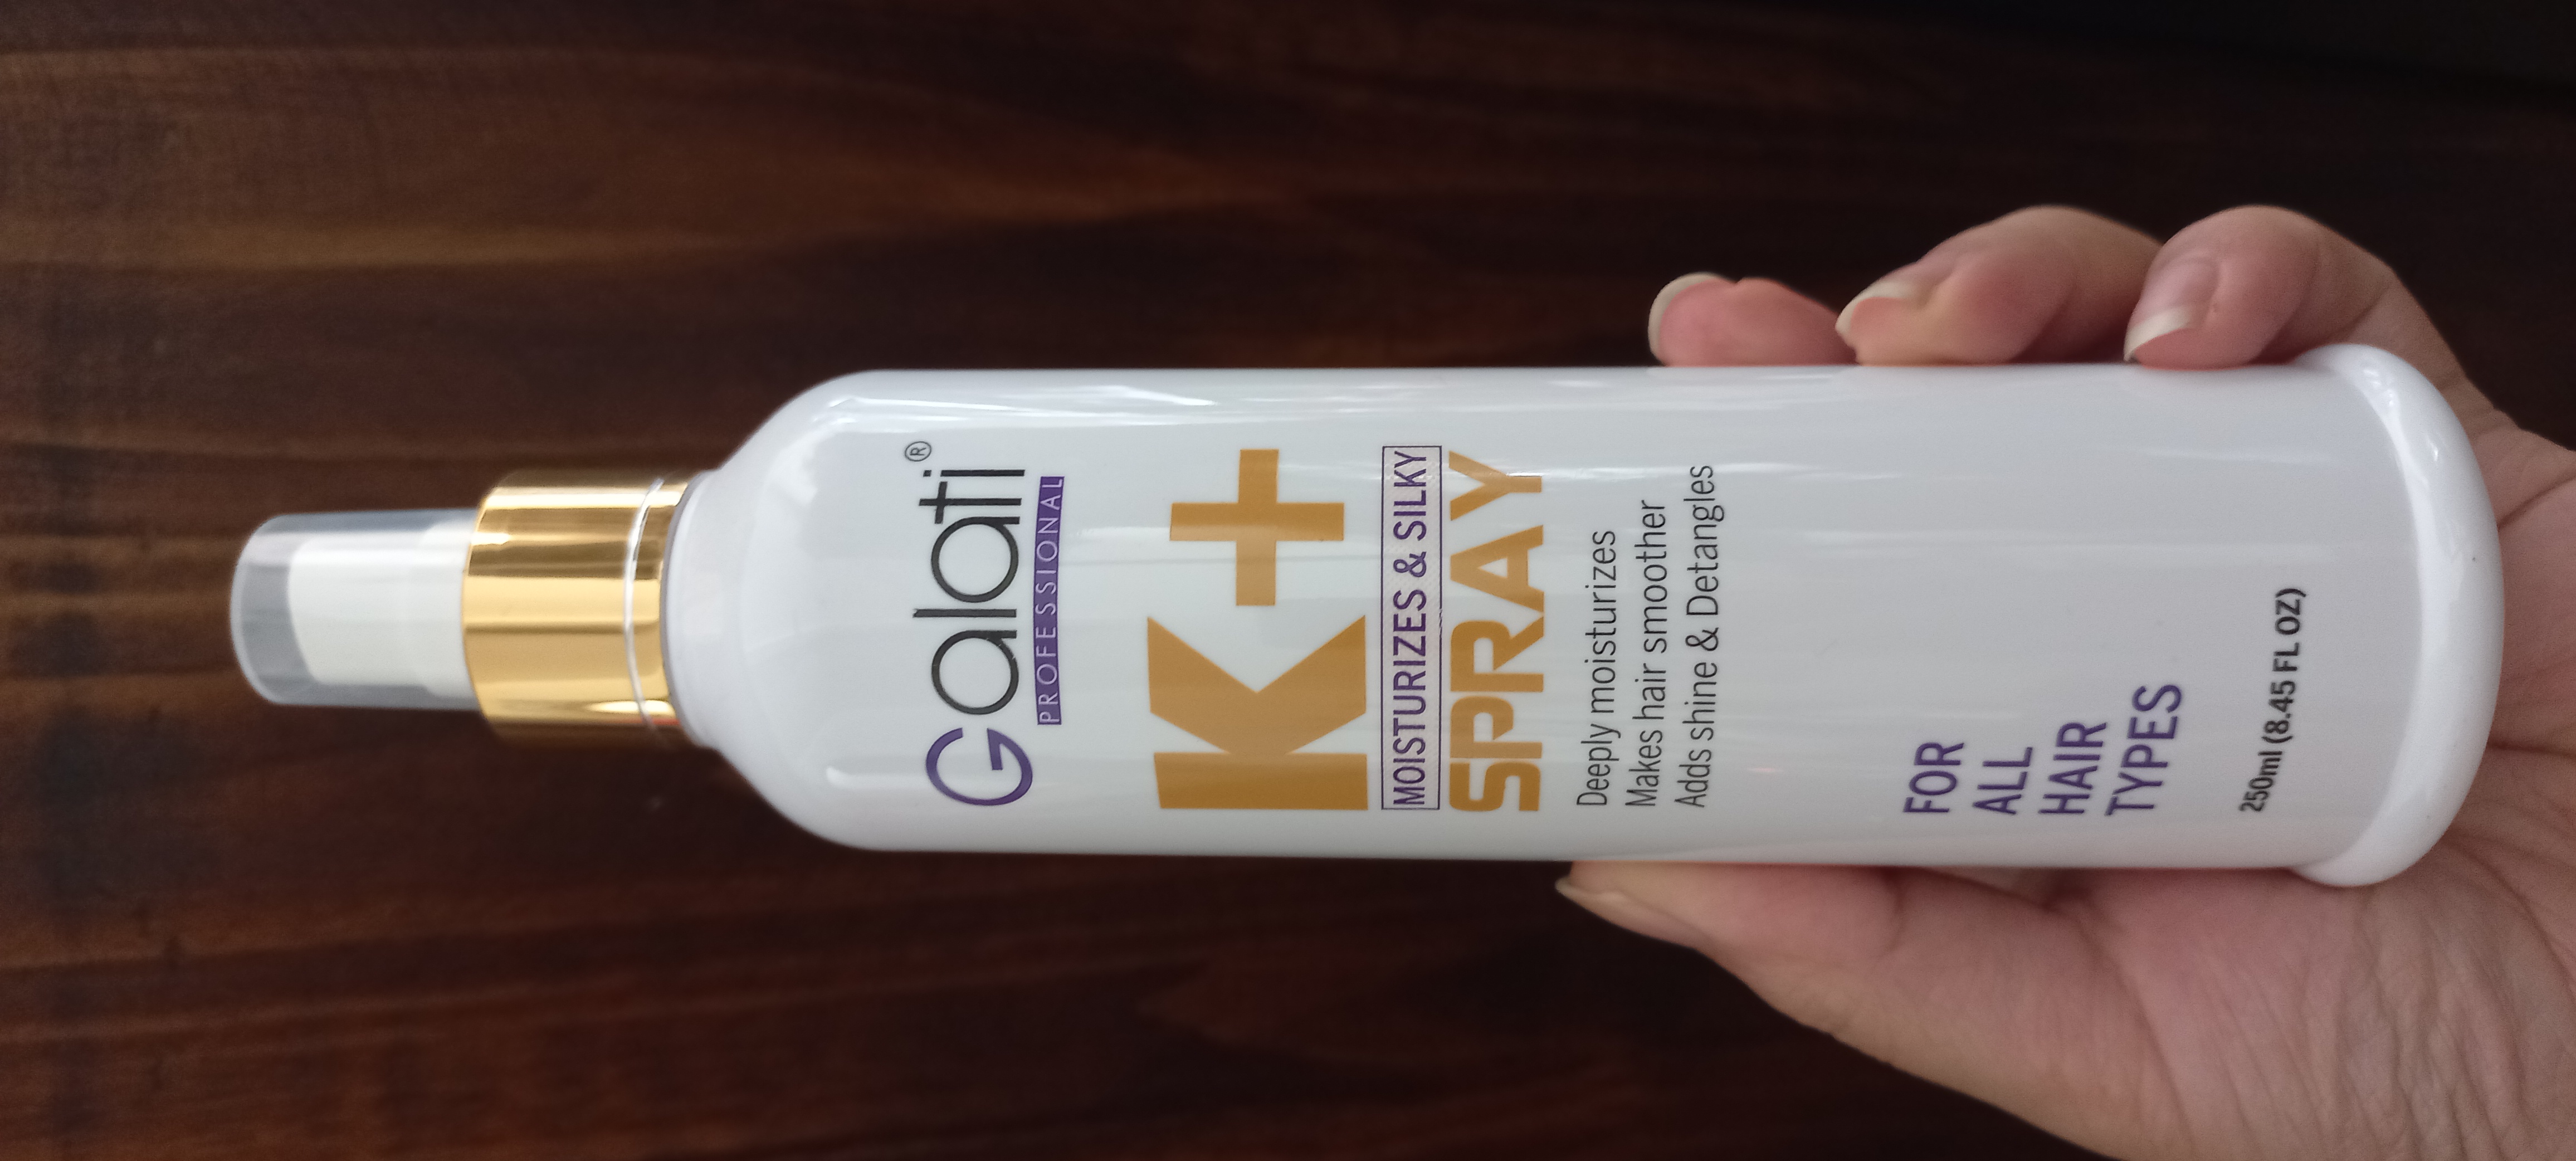 Galati®
PROFESSIONAL
K+
MOISTURIZES & SILKY
SPRAY
Deeply moisturizes
Makes hair smoother
Adds shine & Detangles
FOR
ALL
HAIR
TYPES
250ml (8.45 FL OZ)